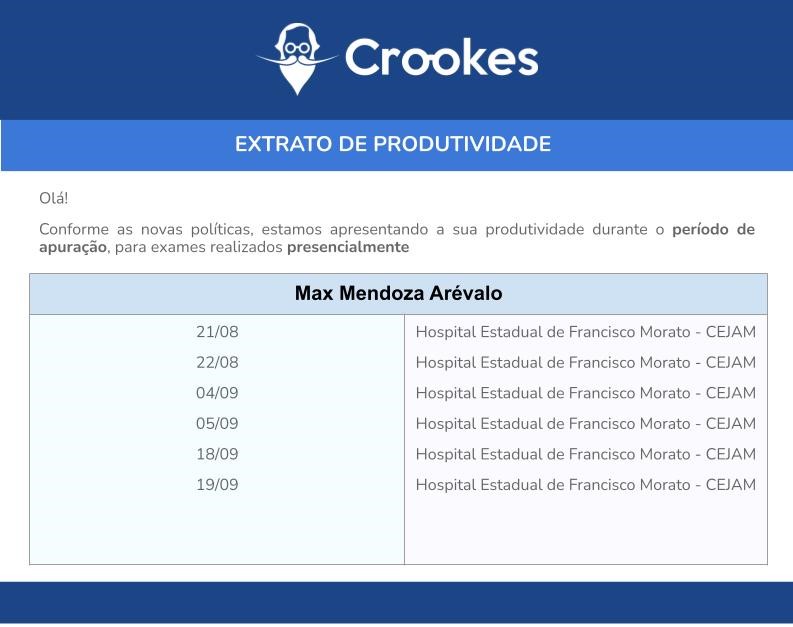 Crookes
EXTRATO DE PRODUTIVIDADE
Olá!
Conforme as novas políticas, estamos apresentando a sua produtividade durante o período de
apuração, para exames realizados presencialmente
Max Mendoza Arévalo
21/08 Hospital Estadual de Francisco Morato - CEJAM
22/08 Hospital Estadual de Francisco Morato - CEJAM
04/09 Hospital Estadual de Francisco Morato - CEJAM
05/09 Hospital Estadual de Francisco Morato - CEJAM
18/09 Hospital Estadual de Francisco Morato - CEJAM
19/09 Hospital Estadual de Francisco Morato - CEJAM